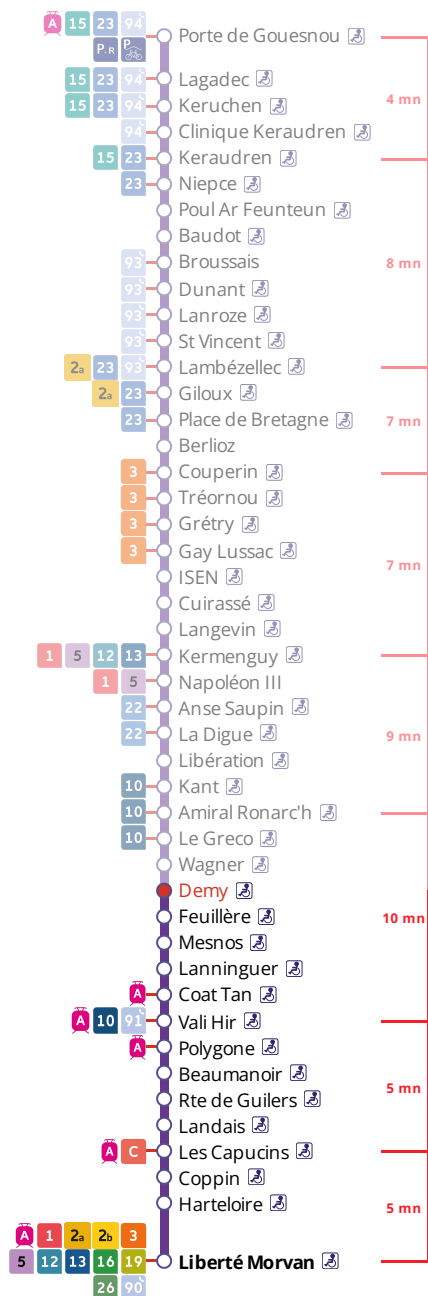 A 15 23 94 Porte de Gouesnou
P+R P
15 23 94 Lagadec
15 23 94 Keruchen
4 mn
94 Clinique Keraudren
15 23 Keraudren
23 Niepce
Poul Ar Feunteun
Baudot
93 Broussais
8 mn
93 Dunant
93 Lanroze
93 St Vincent
2a 23 93 Lambézellec
2a 23 Giloux
23 Place de Bretagne
7 mn
Berlioz
3 Couperin
3 Tréornou
3 Grétry
3 Gay Lussac
7 mn
ISEN
Cuirassé
Langevin
1 5 12 13 Kermenguy
1 5 Napoléon III
22 Anse Saupin
22 La Digue
9 mn
Libération
10 Kant
10 Amiral Ronarc'h
10 Le Greco
Wagner
Demy
Feuillère
10 mn
Mesnos
Lanninguer
A Coat Tan
A 10 91 Vali Hir
A Polygone
Beaumanoir
5 mn
Rte de Guilers
Landais
A C Les Capucins
Coppin
Harteloire
5 mn
A 1 2a 2b 3
5 12 13 16 19 Liberté Morvan
26 90